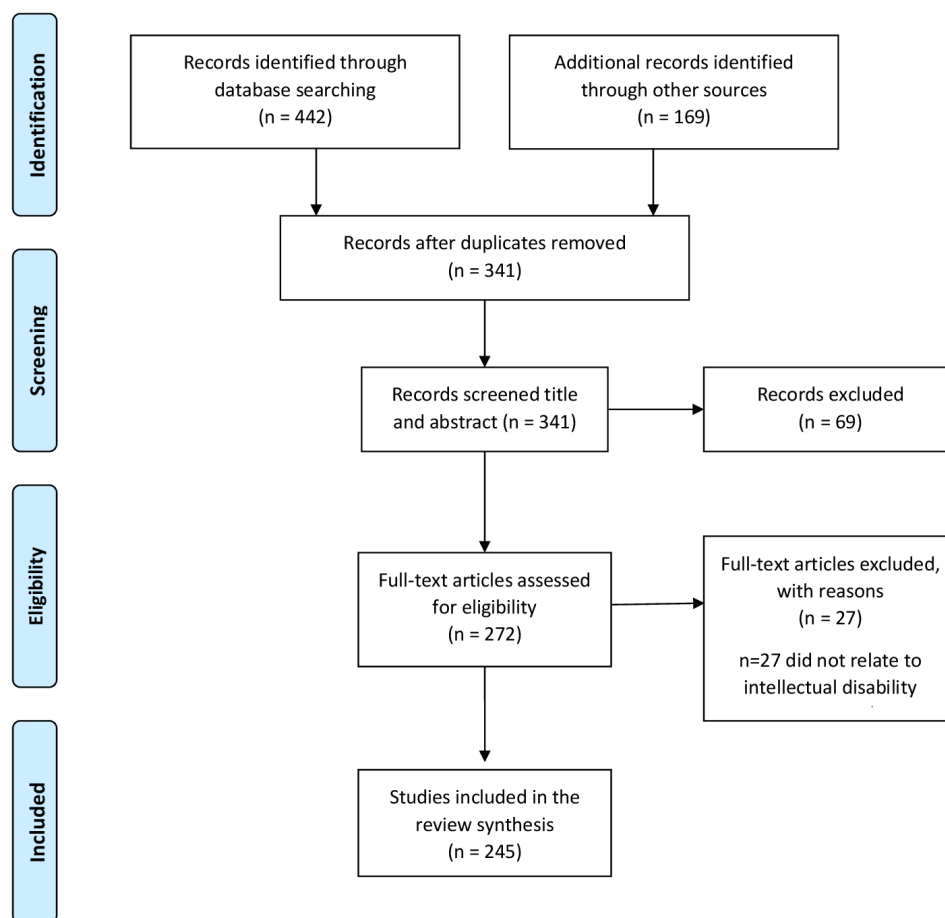 Identification
Records identified through
database searching
(n = 442)
Additional records identified
through other sources
(n = 169)
Records after duplicates removed
(n = 341)
Screening
Records screened title
and abstract (n = 341)
Records excluded
(n = 69)
Eligibility
Full-text articles assessed
for eligibility
(n = 272)
Full-text articles excluded,
with reasons
(n = 27)
n=27 did not relate to
intellectual disability
Included
Studies included in the
review synthesis
(n = 245)